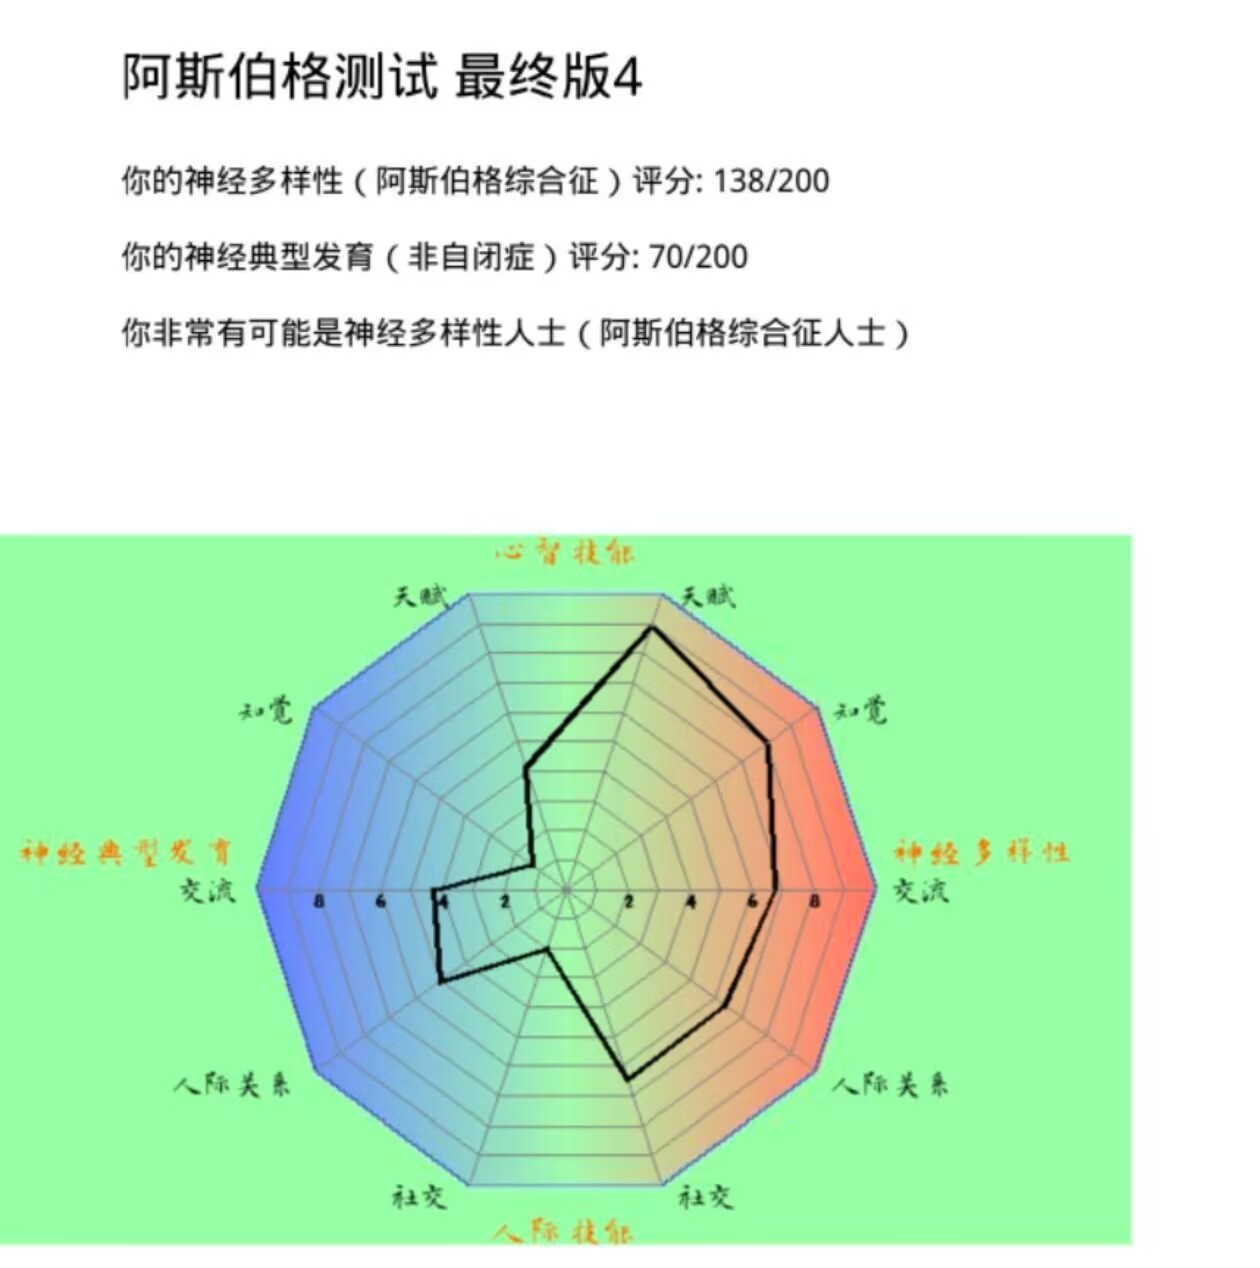 阿斯伯格测试 最终版4
你的神经多样性（阿斯伯格综合征）评分: 138/200
你的神经典型发育（非自闭症）评分: 70/200
你非常有可能是神经多样性人士（阿斯伯格综合征人士）
心智技能
天赋 天赋
知觉 知觉
神经典型发育 神经多样性
交流 8 6 4 2 2 4 6 8 交流
人际关系 人际关系
社交 社交
人际技能